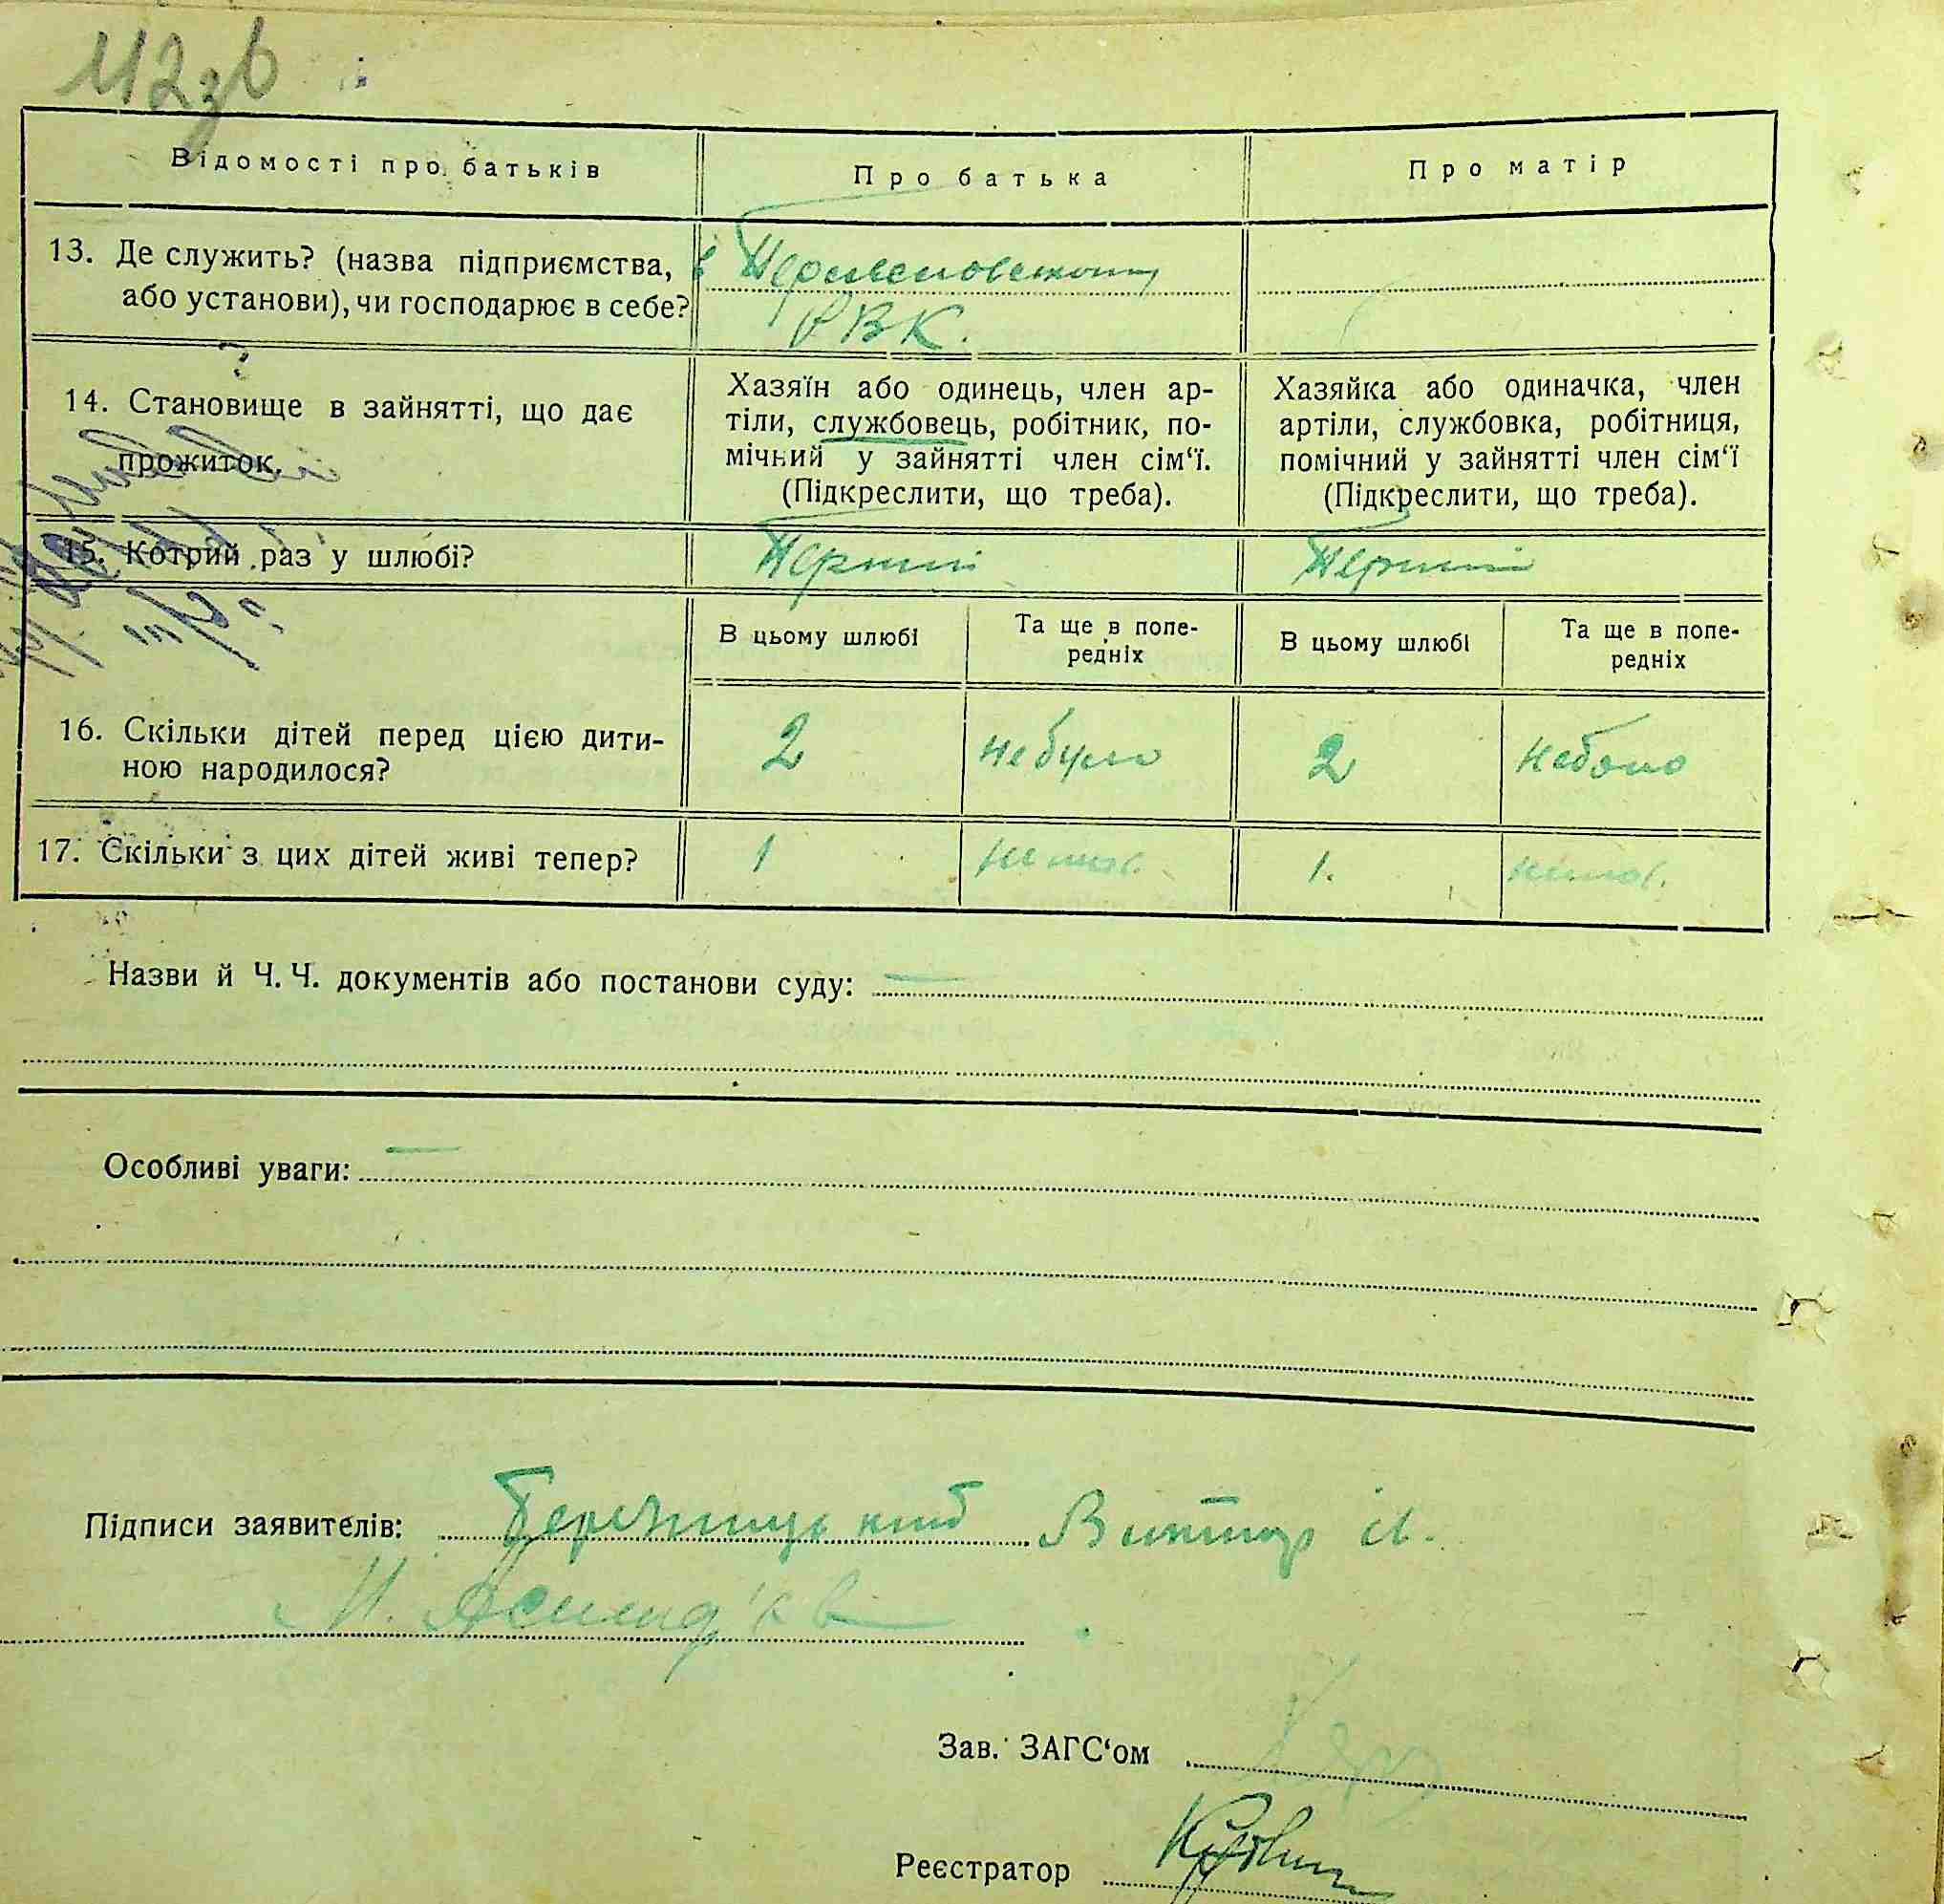 112зв
Відомості про батьків
Про батька
Про матір
13. Де служить? (назва підприємства,
або установи), чи господарює в себе?
в
РВК.
14. Становище в зайнятті, що дає
прожиток.
Хазяїн або одинець, член ар-
тіли, службовець, робітник, по-
мічний у зайнятті член сім‘ї.
(Підкреслити, що треба).
Хазяйка або одиначка, член
артіли, службовка, робітниця,
помічний у зайнятті член сім‘ї
(Підкреслити, що треба).
15. Котрий раз у шлюбі?
Перший
Перший
В цьому шлюбі
Та ще в попе-
редніх
В цьому шлюбі
Та ще в попе-
редніх
16. Скільки дітей перед цією дити-
ною народилося?
2
не було
2
небуло
17. Скільки з цих дітей живі тепер?
1
1.
Назви й Ч. Ч. документів або постанови суду: —
Особливі уваги: —
Підписи заявителів:
Зав. ЗАГС‘ом
Реєстратор